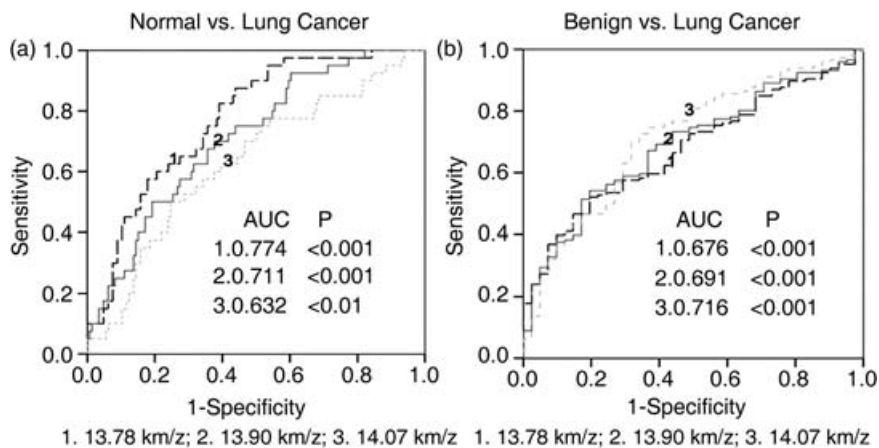 Normal vs. Lung Cancer
(a)
1.0
0.8
0.6
0.4
0.2
0.0
Sensitivity
1
2
3
AUC P
1.0.774 <0.001
2.0.711 <0.001
3.0.632 <0.01
0.0 0.2 0.4 0.6 0.8 1.0
1-Specificity
1. 13.78 km/z; 2. 13.90 km/z; 3. 14.07 km/z
Benign vs. Lung Cancer
(b)
1.0
0.8
0.6
0.4
0.2
0.0
Sensitivity
3
2
1
AUC P
1.0.676 <0.001
2.0.691 <0.001
3.0.716 <0.001
0.0 0.2 0.4 0.6 0.8 1.0
1-Specificity
1. 13.78 km/z; 2. 13.90 km/z; 3. 14.07 km/z